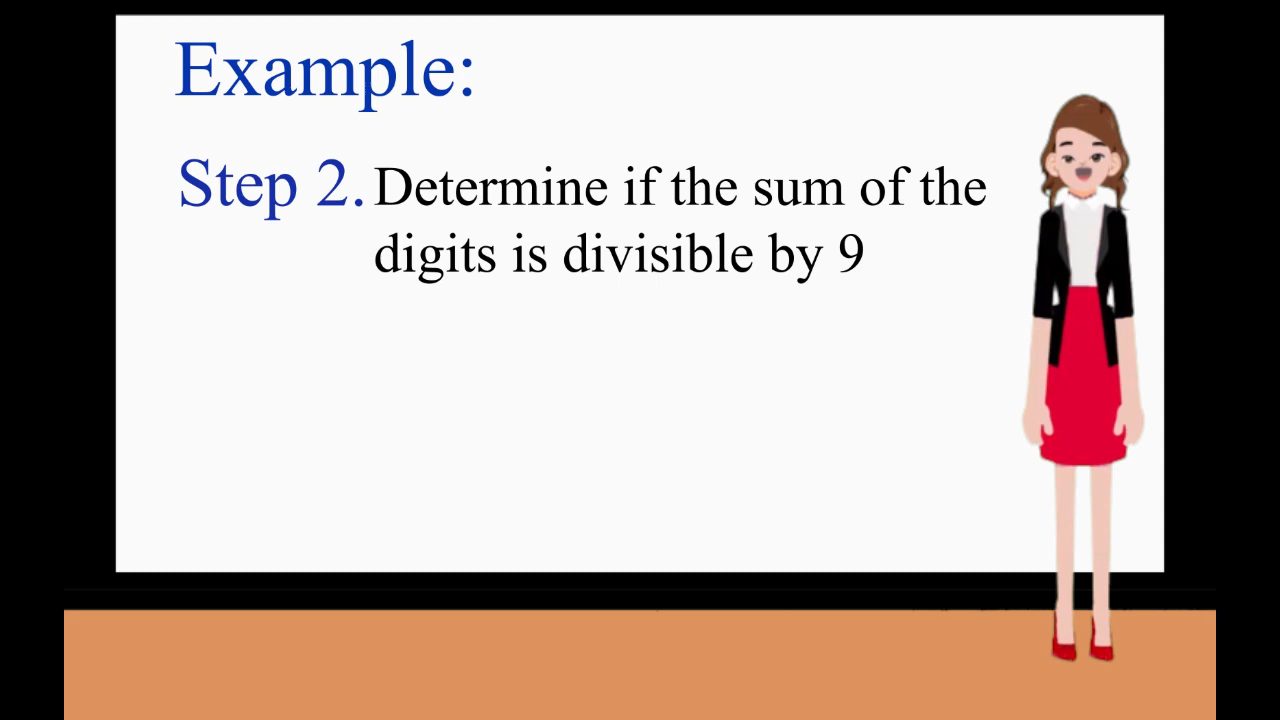 Example:
Step 2. Determine if the sum of the
digits is divisible by 9